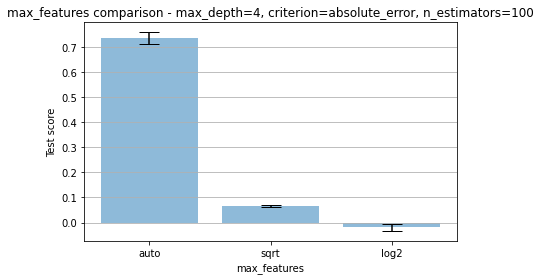 max_features comparison - max_depth=4, criterion=absolute_error, n_estimators=100
Test score
0.7
0.6
0.5
0.4
0.3
0.2
0.1
0.0
auto sqrt log2
max_features